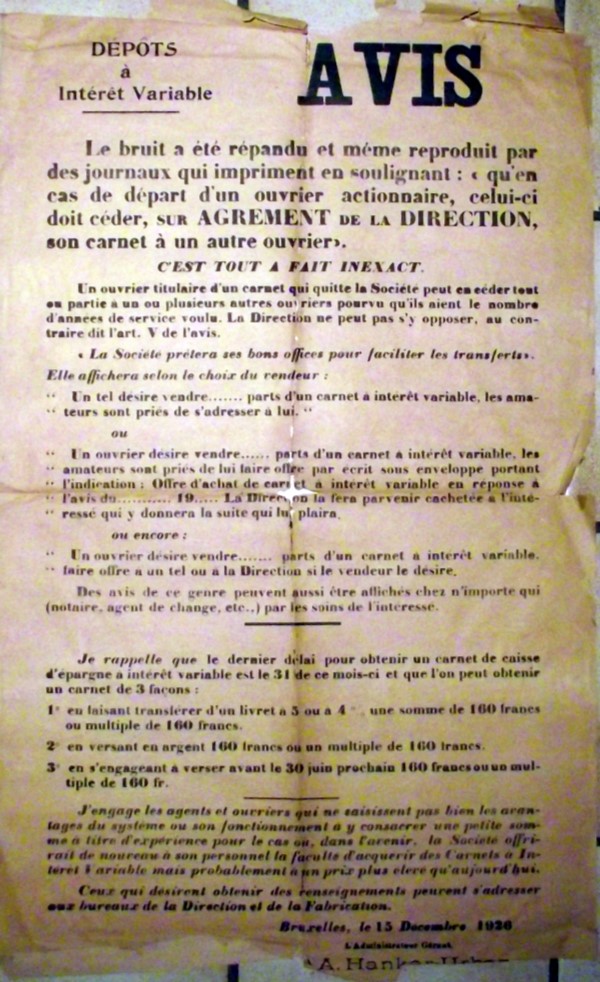 DÉPÔTS
à
Intérêt Variable
AVIS
Le bruit a été répandu et même reproduit par
des journaux qui impriment en soulignant : « qu'en
cas de départ d'un ouvrier actionnaire, celui-ci
doit céder, SUR AGREMENT DE LA DIRECTION,
son carnet à un autre ouvrier».
C'EST TOUT A FAIT INEXACT.
Un ouvrier titulaire d'un carnet qui quitte la Société peut en céder tout
ou partie à un ou plusieurs autres ouvriers pourvu qu'ils aient le nombre
d'années de service voulu. La Direction ne peut pas s'y opposer, au con-
traire dit l'art. V de l'avis.
« La Société prêtera ses bons offices pour faciliter les transferts».
Elle affichera selon le choix du vendeur :
“ Un tel désire vendre....... parts d'un carnet à intérêt variable, les ama-
“ teurs sont priés de s'adresser à lui. “
ou
“ Un ouvrier désire vendre...... parts d'un carnet à intérêt variable, les
“ amateurs sont priés de lui faire offre par écrit sous enveloppe portant
“ l'indication : Offre d'achat de carnet à intérêt variable en réponse à
“ l'avis du........... 19..... La Direction la fera parvenir cachetée à l'inté-
“ ressé qui y donnera la suite qui lui plaira.
ou encore :
“ Un ouvrier désire vendre....... parts d'un carnet à intérêt variable,
“ faire offre à un tel ou à la Direction si le vendeur le désire.
Des avis de ce genre peuvent aussi être affichés chez n'importe qui
(notaire, agent de change, etc..) par les soins de l'intéressé.
Je rappelle que le dernier délai pour obtenir un carnet de caisse
d'épargne à intérêt variable est le 31 de ce mois-ci et que l'on peut obtenir
un carnet de 3 façons :
1° en faisant transférer d'un livret à 5 ou à 4 , une somme de 160 francs
ou multiple de 160 francs.
2° en versant en argent 160 francs ou un multiple de 160 francs.
3° en s'engageant à verser avant le 30 juin prochain 160 francs ou un mul-
tiple de 160 fr.
J'engage les agents et ouvriers qui ne saisissent pas bien les avan-
tages du système ou son fonctionnement à y consacrer une petite som-
me à titre d'expérience pour le cas où, dans l'avenir, la Société offri-
rait de nouveau à son personnel la faculté d'acquérir des Carnets à In-
térêt Variable mais probablement à un prix plus élevé qu'aujourd'hui.
Ceux qui désirent obtenir des renseignements peuvent s'adresser
aux bureaux de la Direction et de la Fabrication.
Bruxelles, le 15 Decembre 1926
L'Administrateur Gérant,
A. Hankar-Urban